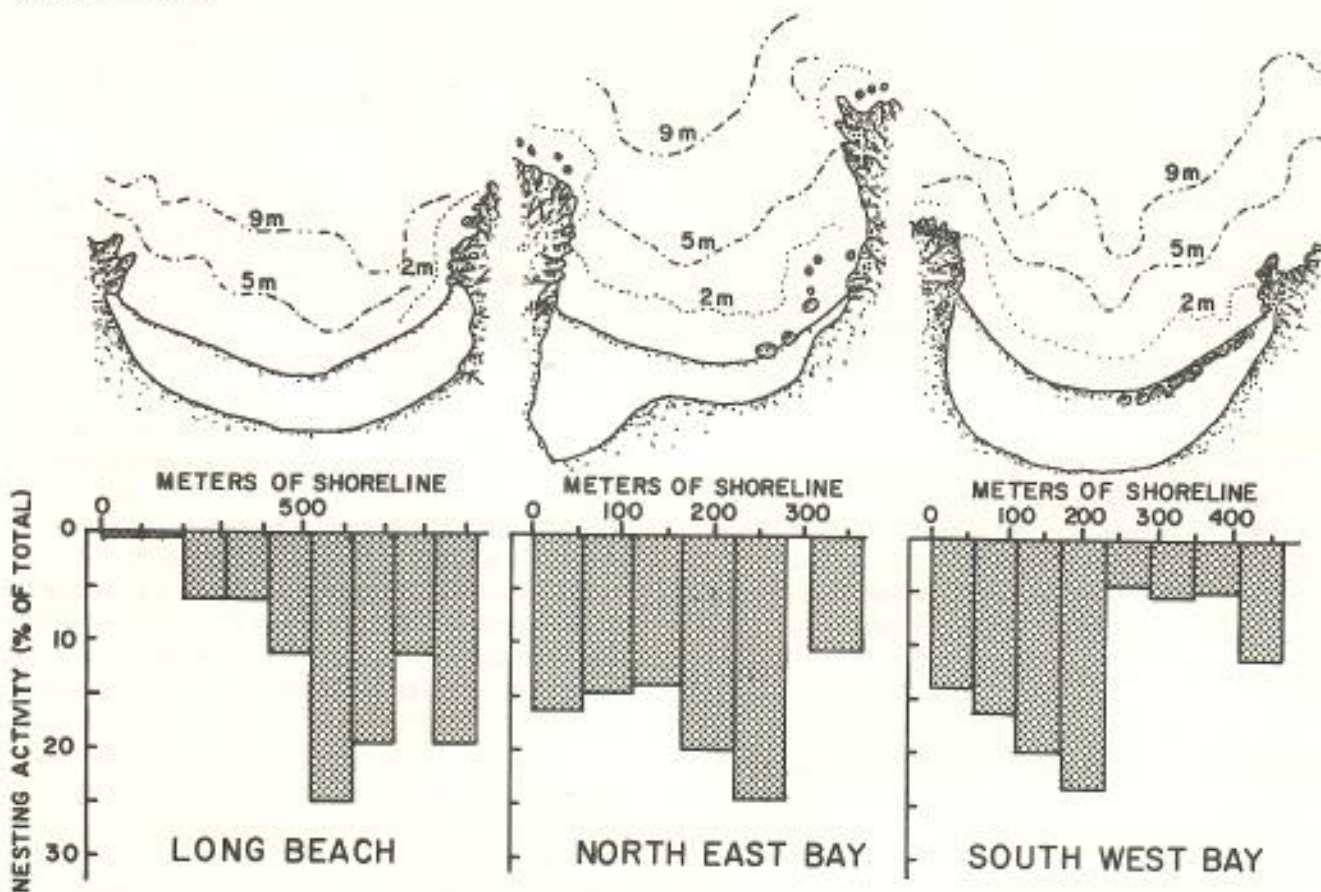 9m
5m
2m
9m
5m
2m
9m
5m
2m
METERS OF SHORELINE
0 500
METERS OF SHORELINE
0 100 200 300
METERS OF SHORELINE
0 100 200 300 400
NESTING ACTIVITY (% OF TOTAL)
0
10
20
30
LONG BEACH
NORTH EAST BAY
SOUTH WEST BAY